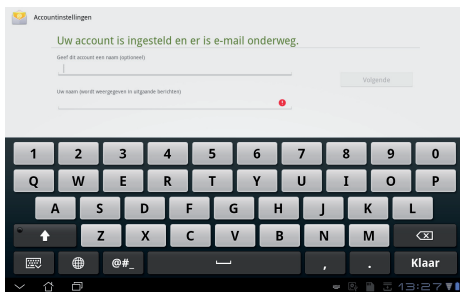 Accountinstellingen
Uw account is ingesteld en er is e-mail onderweg.
Geef dit account een naam (optioneel)
Volgende
Uw naam (wordt weergegeven in uitgaande berichten)
1 2 3 4 5 6 7 8 9 0
Q W E R T Y U I O P
A S D F G H J K L
Z X C V B N M
@#_ , . Klaar
13:27